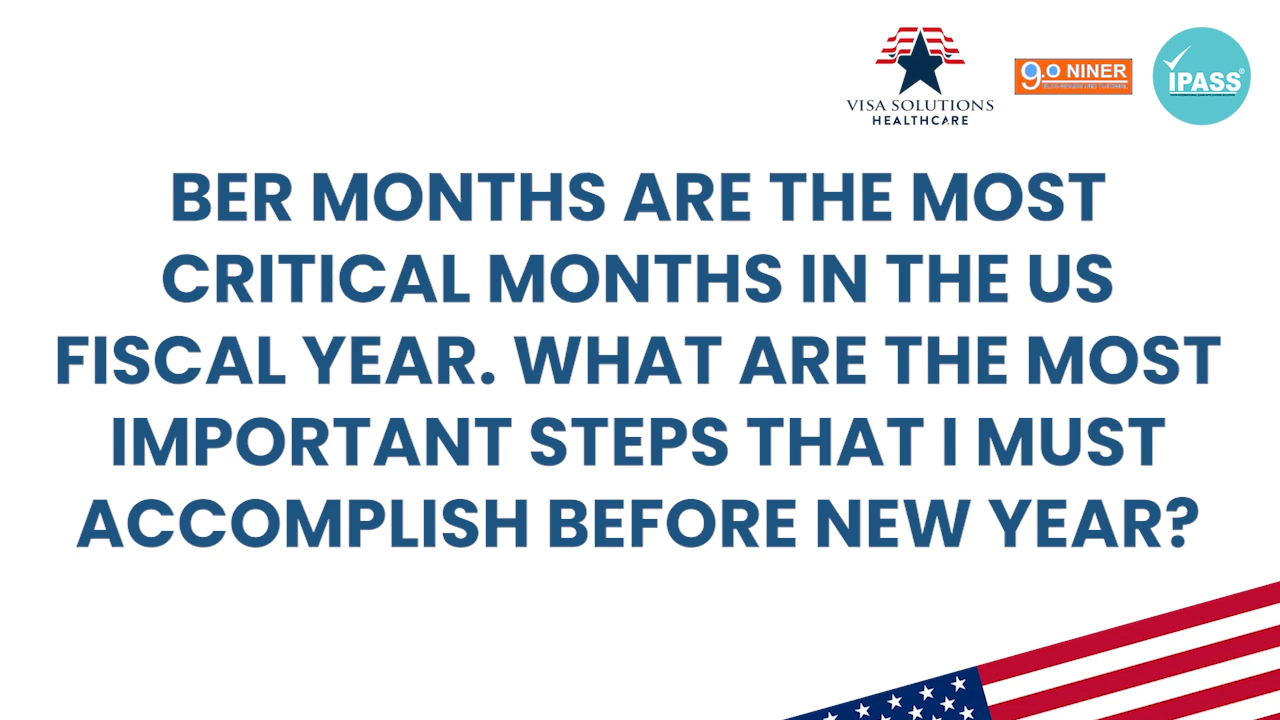 VISA SOLUTIONS
HEALTHCARE
9.0 NINER
IPASS®
BER MONTHS ARE THE MOST
CRITICAL MONTHS IN THE US
FISCAL YEAR. WHAT ARE THE MOST
IMPORTANT STEPS THAT I MUST
ACCOMPLISH BEFORE NEW YEAR?